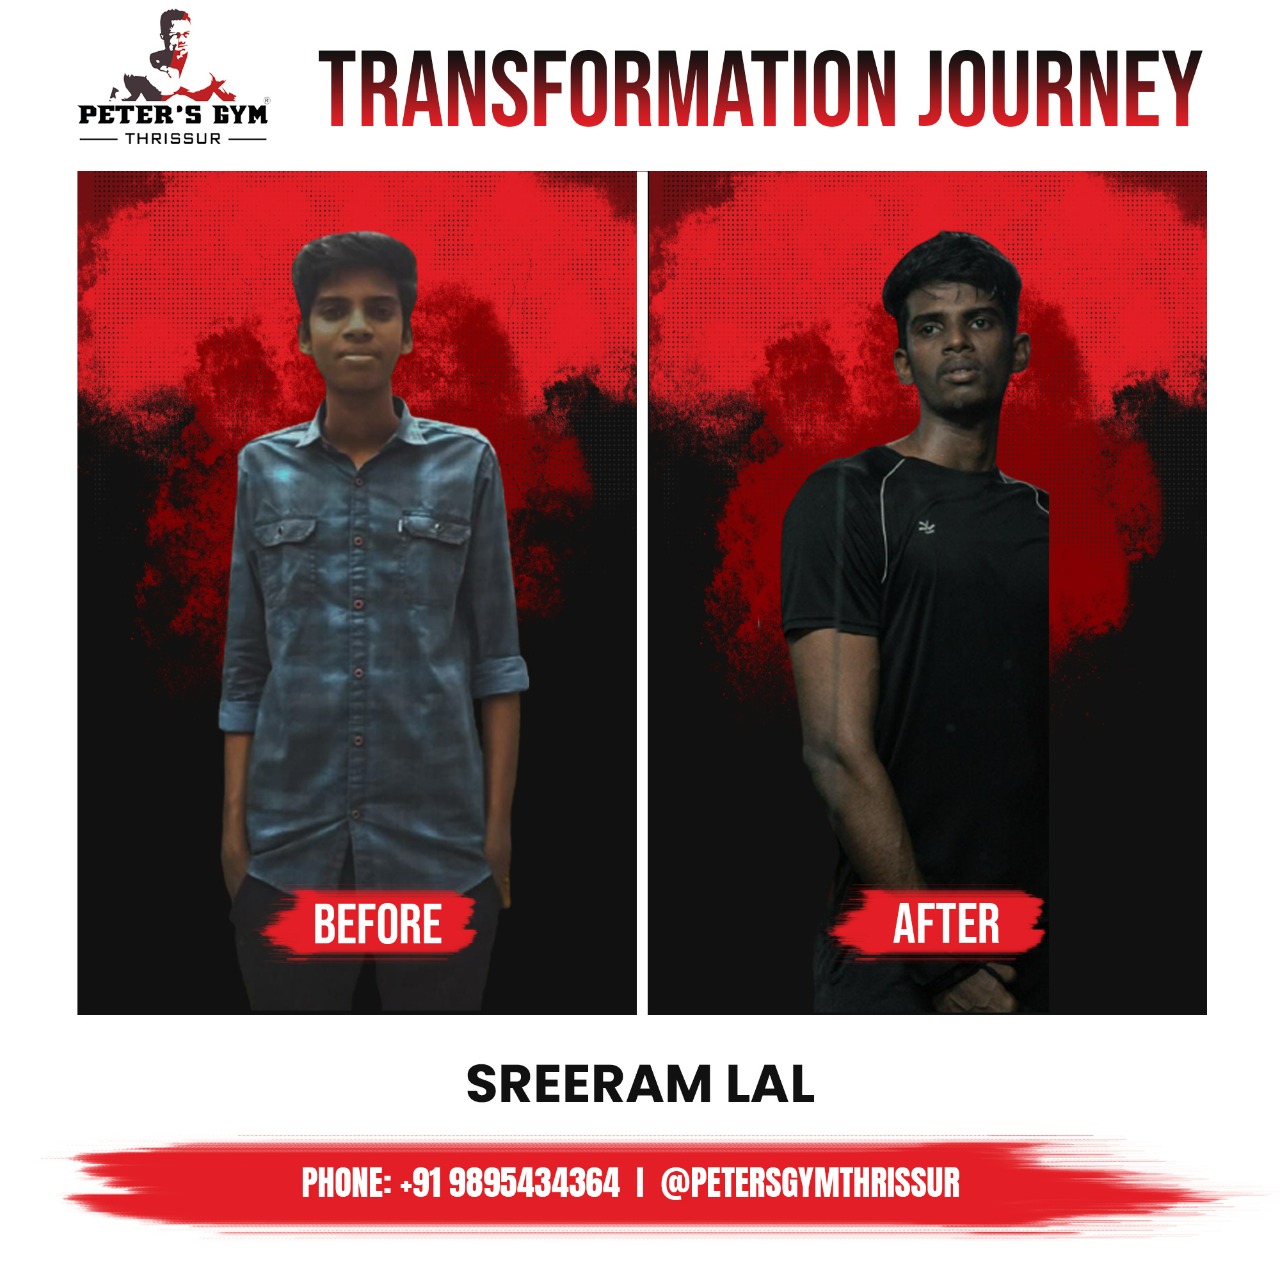 PETER'S GYM
THRISSUR
TRANSFORMATION JOURNEY
BEFORE
AFTER
SREERAM LAL
PHONE: +91 9895434364 | @PETERSGYMTHRISSUR